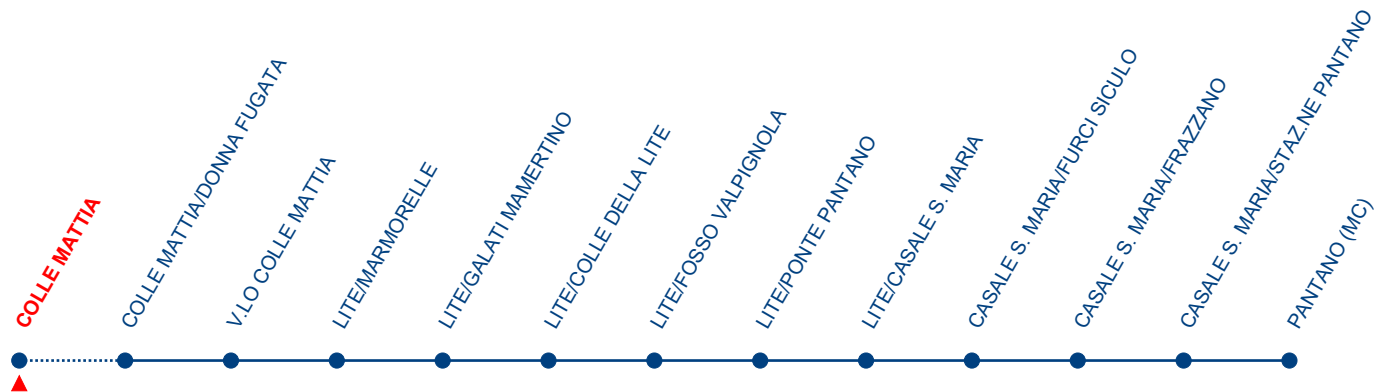 COLLE MATTIA
COLLE MATTIA/DONNA FUGATA
V.LO COLLE MATTIA
LITE/MARMORELLE
LITE/GALATI MAMERTINO
LITE/COLLE DELLA LITE
LITE/FOSSO VALPIGNOLA
LITE/PONTE PANTANO
LITE/CASALE S. MARIA
CASALE S. MARIA/FURCI SICULO
CASALE S. MARIA/FRAZZANO
CASALE S. MARIA/STAZ.NE PANTANO
PANTANO (MC)